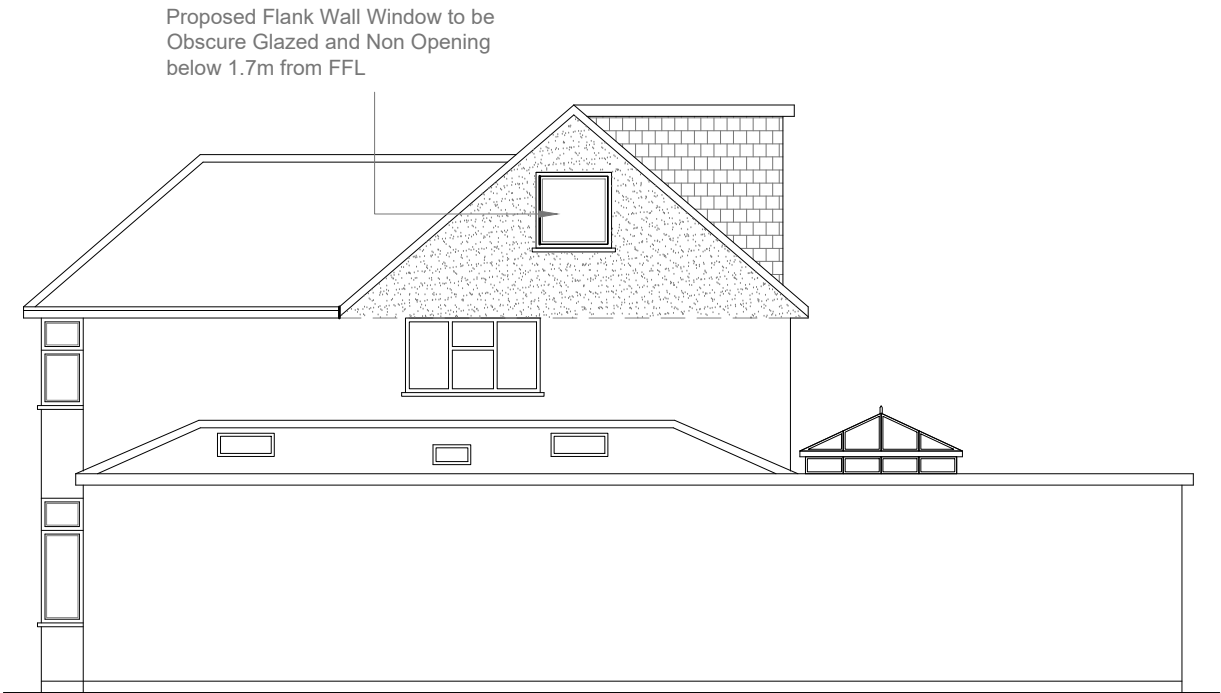 Proposed Flank Wall Window to be
Obscure Glazed and Non Opening
below 1.7m from FFL